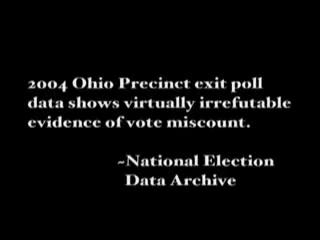 2004 Ohio Precinct exit poll
data shows virtually irrefutable
evidence of vote miscount.
~National Election
Data Archive